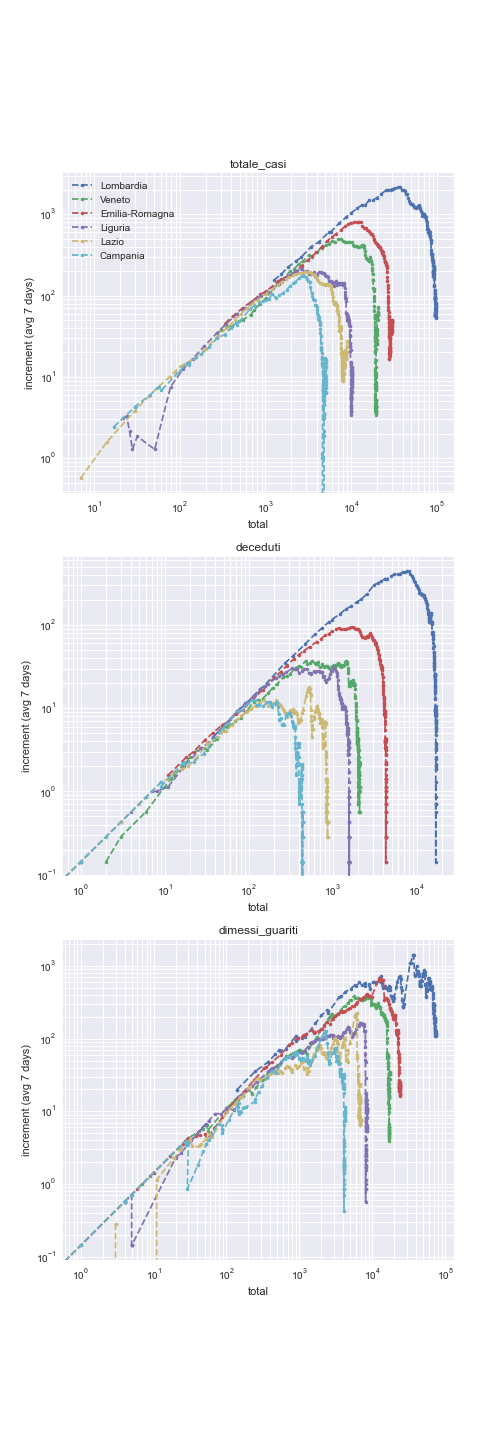 totale_casi
Lombardia
Veneto
Emilia-Romagna
Liguria
Lazio
Campania
increment (avg 7 days)
10³
10²
10¹
10⁰
10¹ 10² 10³ 10⁴ 10⁵
total
deceduti
increment (avg 7 days)
10²
10¹
10⁰
10⁻¹
10⁰ 10¹ 10² 10³ 10⁴
total
dimessi_guariti
increment (avg 7 days)
10³
10²
10¹
10⁰
10⁻¹
10⁰ 10¹ 10² 10³ 10⁴ 10⁵
total